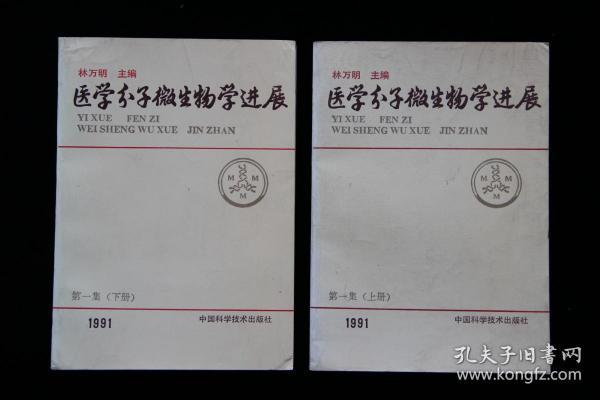 林万明 主编
医学分子微生物学进展
YI XUE FEN ZI
WEI SHENG WU XUE JIN ZHAN
M M
M
第一集（下册）
1991 中国科学技术出版社
林万明 主编
医学分子微生物学进展
YI XUE FEN ZI
WEI SHENG WU XUE JIN ZHAN
M M
M
第一集（上册）
1991 中国科学技术出版社
孔夫子旧书网
www.kongfz.com